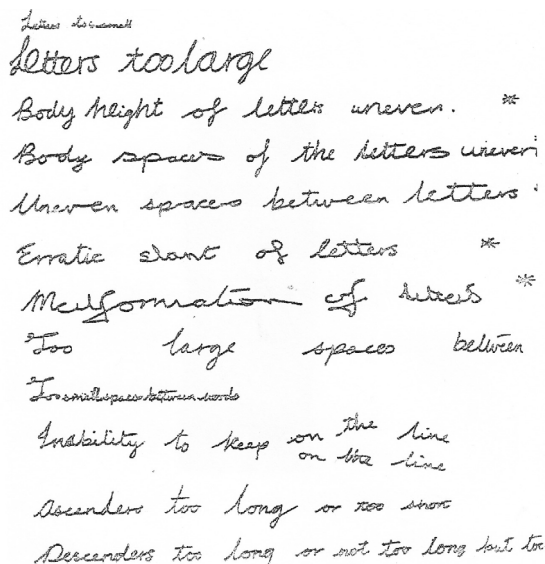 Letters too small
Letters too large
Body height of letters uneven. *
Body spaces of the letters uneven
Uneven spaces between letters
Erratic slant of letters *
Malformation of letters *
Too large spaces between
Too small spaces between words
Inability to keep on the line
on the line
Ascenders too long or too short
Descenders too long or not too long but too